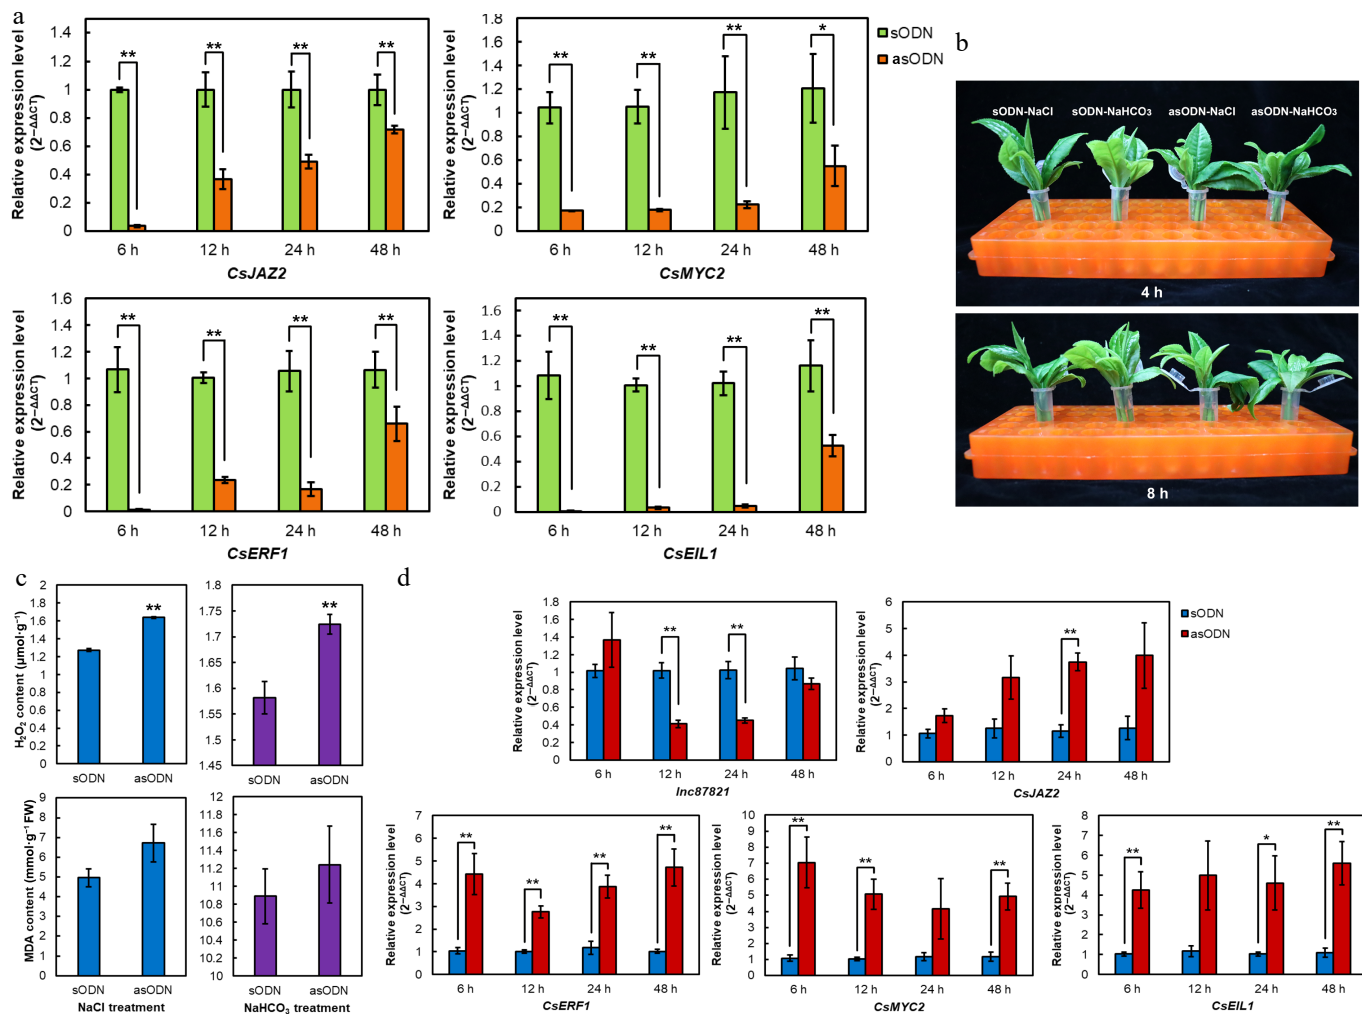 a
Relative expression level
(2−ΔΔCT)
1.4
1.2
1
0.8
0.6
0.4
0.2
0
**
**
**
**
6 h
12 h
24 h
48 h
CsJAZ2
Relative expression level
(2−ΔΔCT)
1.8
1.6
1.4
1.2
1
0.8
0.6
0.4
0.2
0
**
**
**
*
6 h
12 h
24 h
48 h
CsMYC2
sODN
asODN
Relative expression level
(2−ΔΔCT)
1.6
1.4
1.2
1
0.8
0.6
0.4
0.2
0
**
**
**
**
6 h
12 h
24 h
48 h
CsERF1
Relative expression level
(2−ΔΔCT)
1.6
1.4
1.2
1
0.8
0.6
0.4
0.2
0
**
**
**
**
6 h
12 h
24 h
48 h
CsEIL1
b
sODN-NaCl
sODN-NaHCO₃
asODN-NaCl
asODN-NaHCO₃
4 h
8 h
c
H₂O₂ content (μmol·g⁻¹)
2
1.8
1.6
1.4
1.2
1
0.8
0.6
0.4
0.2
0
**
sODN
asODN
1.8
1.75
1.7
1.65
1.6
1.55
1.5
1.45
**
sODN
asODN
MDA content (mmol·g⁻¹ FW)
9
8
7
6
5
4
3
2
1
0
sODN
asODN
NaCl treatment
12
11.8
11.6
11.4
11.2
11
10.8
10.6
10.4
10.2
10
sODN
asODN
NaHCO₃ treatment
d
Relative expression level
(2−ΔΔCT)
1.8
1.6
1.4
1.2
1
0.8
0.6
0.4
0.2
0
**
**
6 h
12 h
24 h
48 h
lnc87821
Relative expression level
(2−ΔΔCT)
6
5
4
3
2
1
0
**
6 h
12 h
24 h
48 h
CsJAZ2
sODN
asODN
Relative expression level
(2−ΔΔCT)
7
6
5
4
3
2
1
0
**
**
**
**
6 h
12 h
24 h
48 h
CsERF1
Relative expression level
(2−ΔΔCT)
10
9
8
7
6
5
4
3
2
1
0
**
**
**
6 h
12 h
24 h
48 h
CsMYC2
Relative expression level
(2−ΔΔCT)
8
7
6
5
4
3
2
1
0
**
*
**
6 h
12 h
24 h
48 h
CsEIL1